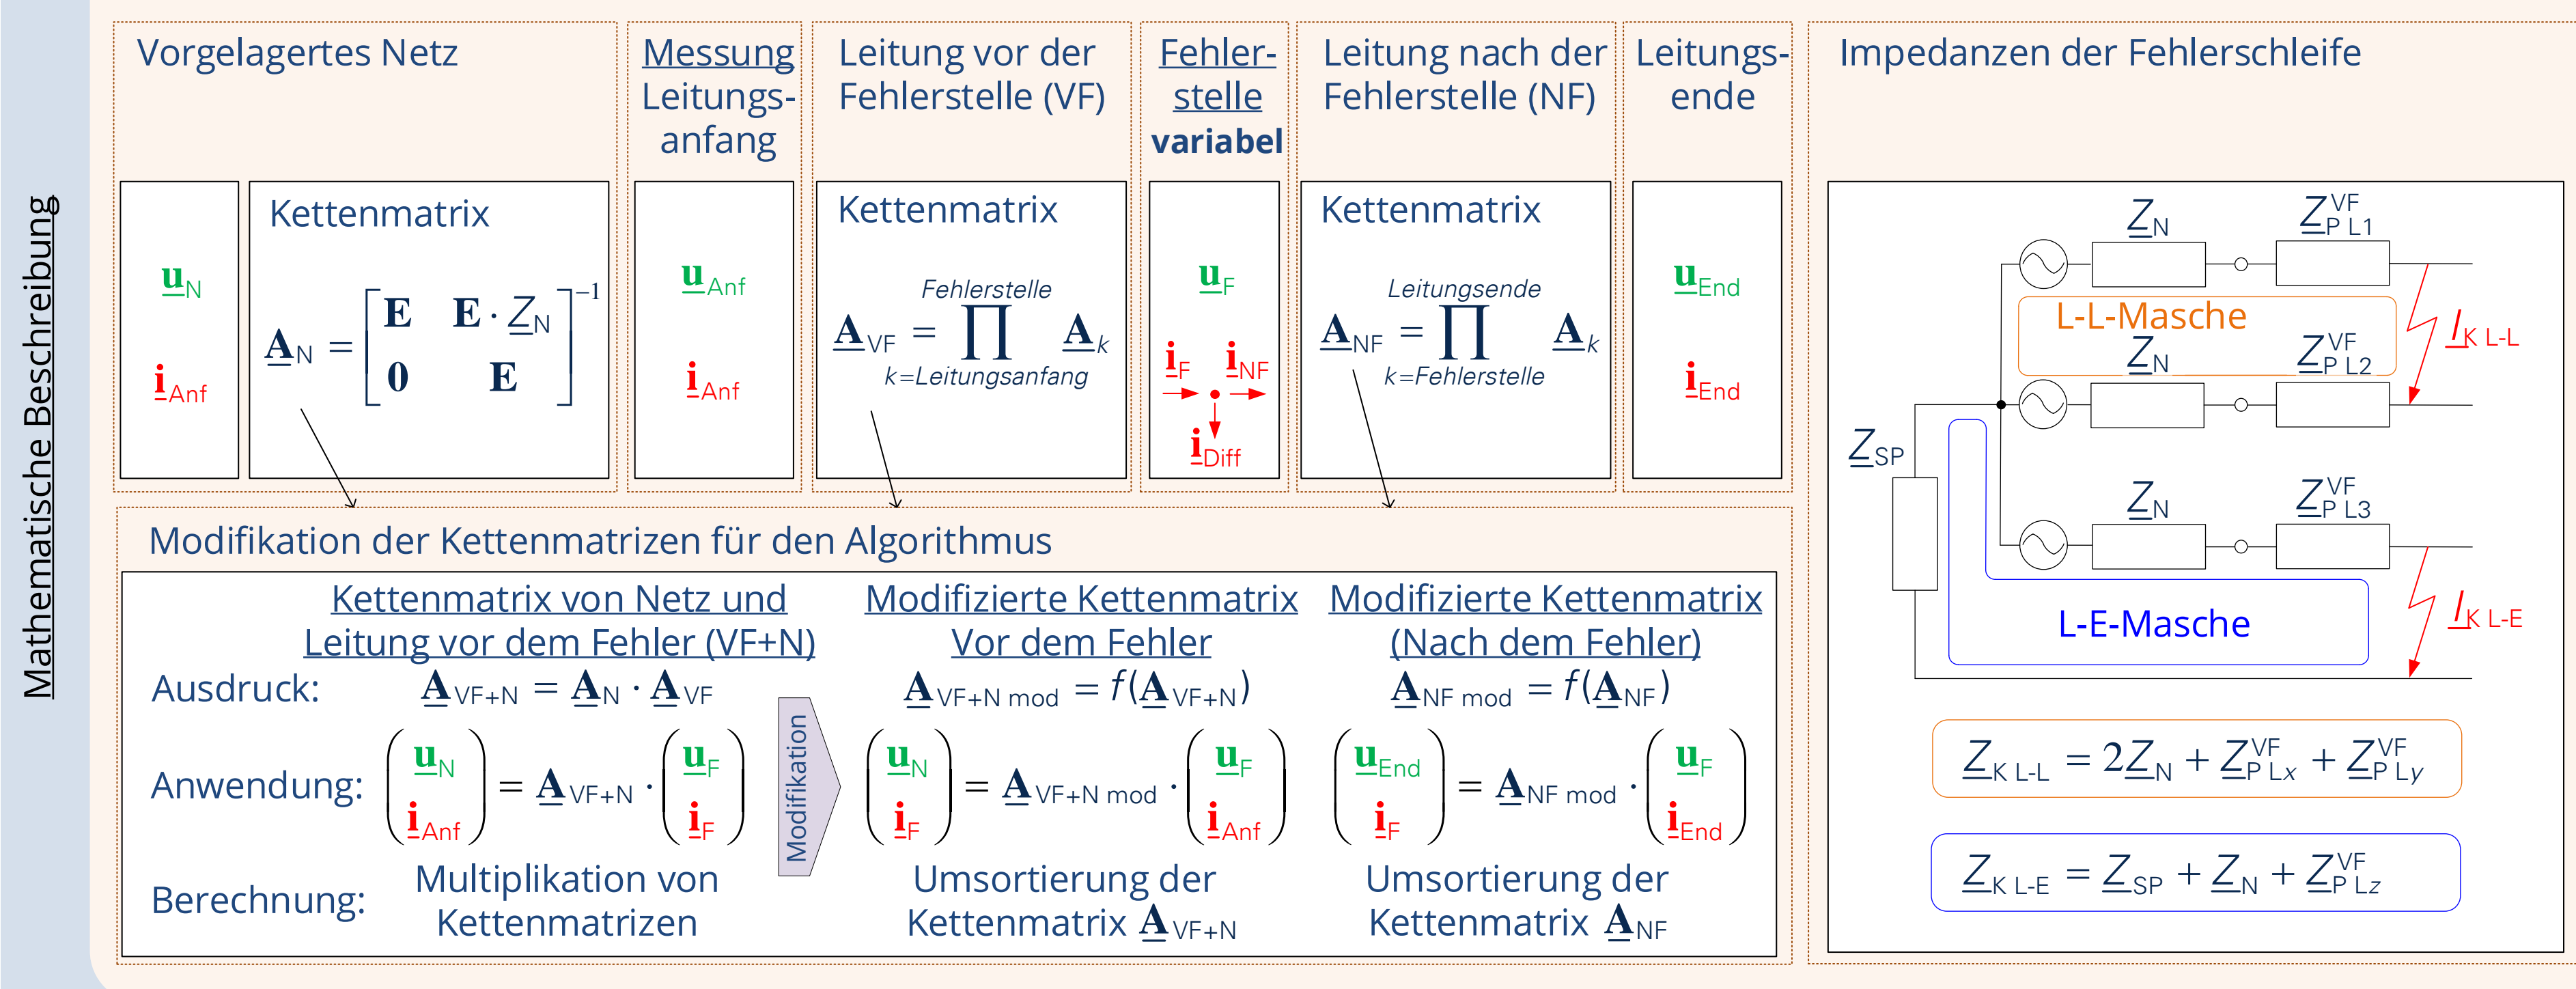 Mathematische Beschreibung
Vorgelagertes Netz
u_N
i_Anf
Kettenmatrix
A_N = [E E · Z_N
0 E]^−1
Messung
Leitungs-
anfang
u_Anf
i_Anf
Leitung vor der
Fehlerstelle (VF)
Kettenmatrix
Fehlerstelle
A_VF = ∏ A_k
k=Leitungsanfang
Fehler-
stelle
variabel
u_F
i_F i_NF
i_Diff
Leitung nach der
Fehlerstelle (NF)
Kettenmatrix
Leitungsende
A_NF = ∏ A_k
k=Fehlerstelle
Leitungs-
ende
u_End
i_End
Modifikation der Kettenmatrizen für den Algorithmus
Kettenmatrix von Netz und
Leitung vor dem Fehler (VF+N)
Modifizierte Kettenmatrix
Vor dem Fehler
Modifizierte Kettenmatrix
(Nach dem Fehler)
Ausdruck: A_VF+N = A_N · A_VF
A_VF+N mod = f(A_VF+N)
A_NF mod = f(A_NF)
Anwendung: (u_N i_Anf) = A_VF+N · (u_F i_F)
Modifikation
(u_N i_F) = A_VF+N mod · (u_F i_Anf)
(u_End i_F) = A_NF mod · (u_F i_End)
Berechnung: Multiplikation von
Kettenmatrizen
Umsortierung der
Kettenmatrix A_VF+N
Umsortierung der
Kettenmatrix A_NF
Impedanzen der Fehlerschleife
Z_N Z_P L1^VF
L-L-Masche
Z_N Z_P L2^VF
I_K L-L
Z_SP
Z_N Z_P L3^VF
L-E-Masche
I_K L-E
Z_K L-L = 2Z_N + Z_P Lx^VF + Z_P Ly^VF
Z_K L-E = Z_SP + Z_N + Z_P Lz^VF